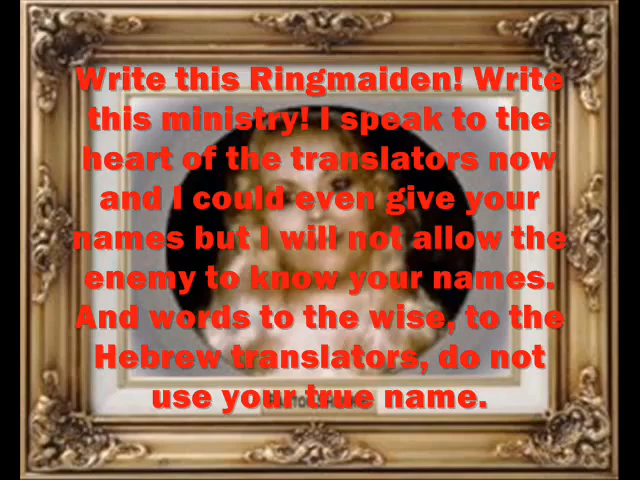 Write this Ringmaiden! Write
this ministry! I speak to the
heart of the translators now
and I could even give your
names but I will not allow the
enemy to know your names.
And words to the wise, to the
Hebrew translators, do not
use your true name.